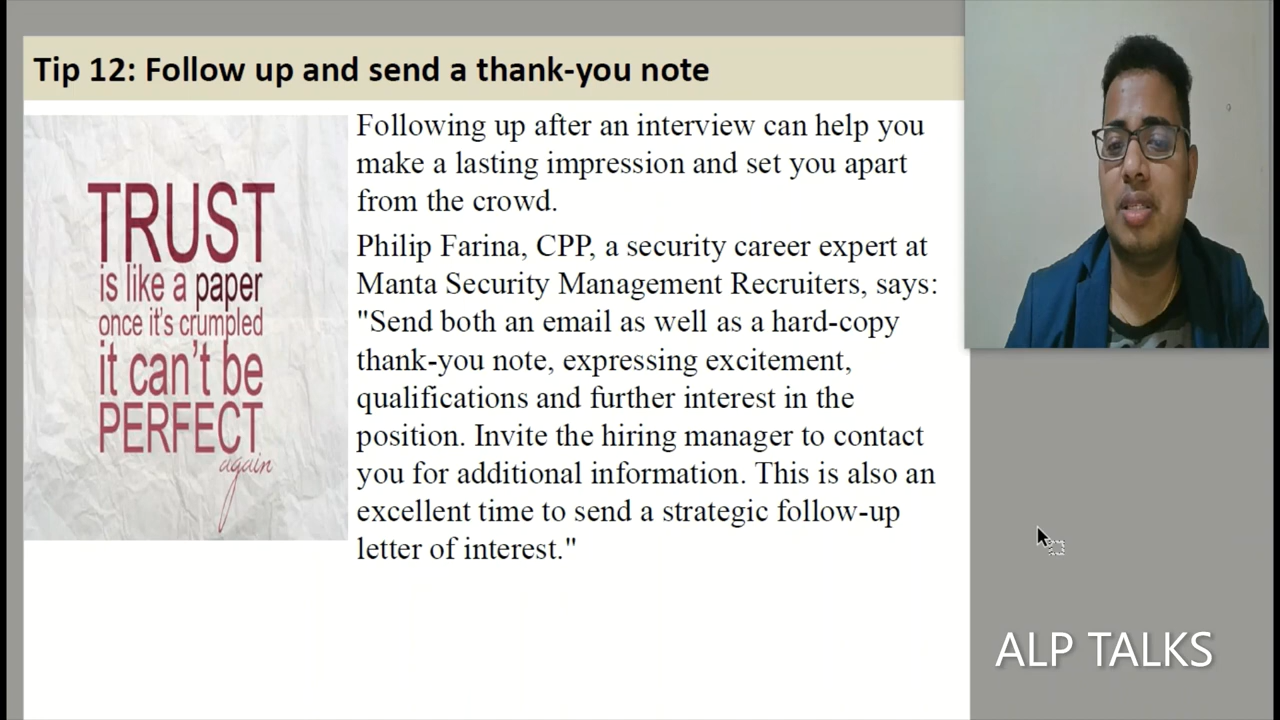 Tip 12: Follow up and send a thank-you note
TRUST
is like a paper
once it's crumpled
it can't be
PERFECT
again
Following up after an interview can help you
make a lasting impression and set you apart
from the crowd.
Philip Farina, CPP, a security career expert at
Manta Security Management Recruiters, says:
"Send both an email as well as a hard-copy
thank-you note, expressing excitement,
qualifications and further interest in the
position. Invite the hiring manager to contact
you for additional information. This is also an
excellent time to send a strategic follow-up
letter of interest."
ALP TALKS